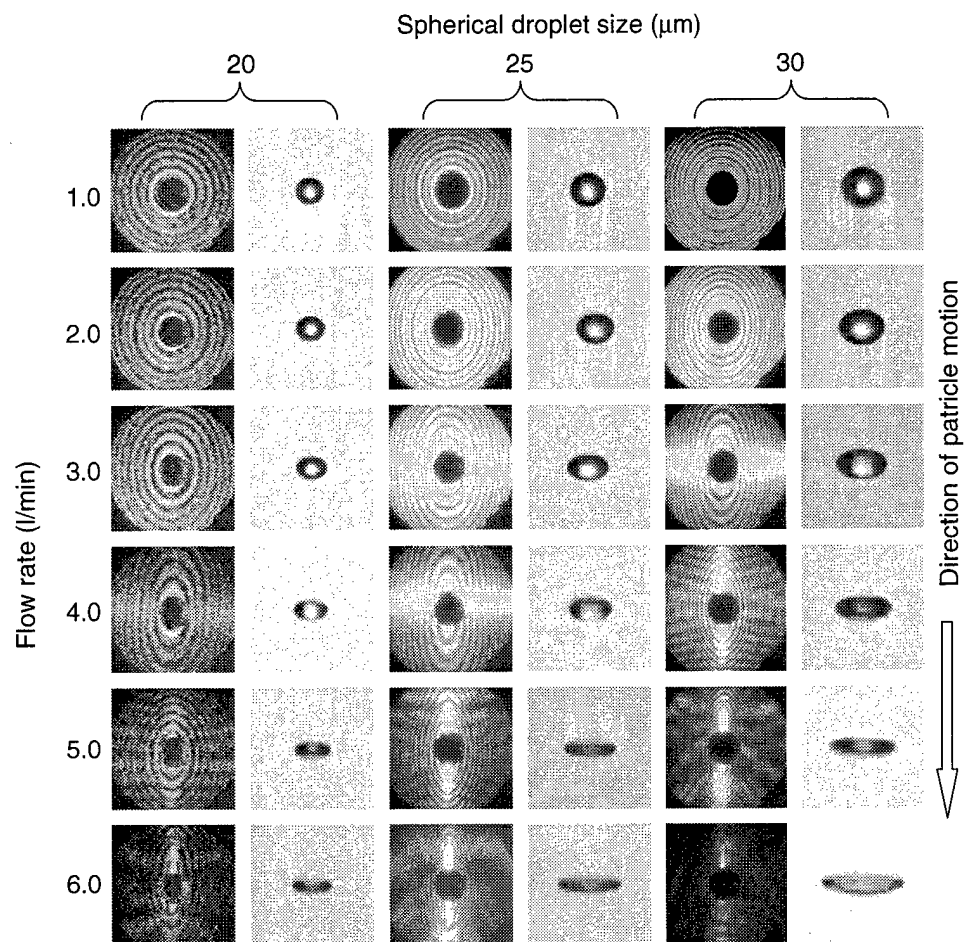 Spherical droplet size (μm)
20 25 30
1.0
2.0
3.0
4.0
5.0
6.0
Flow rate (l/min)
Direction of patricle motion